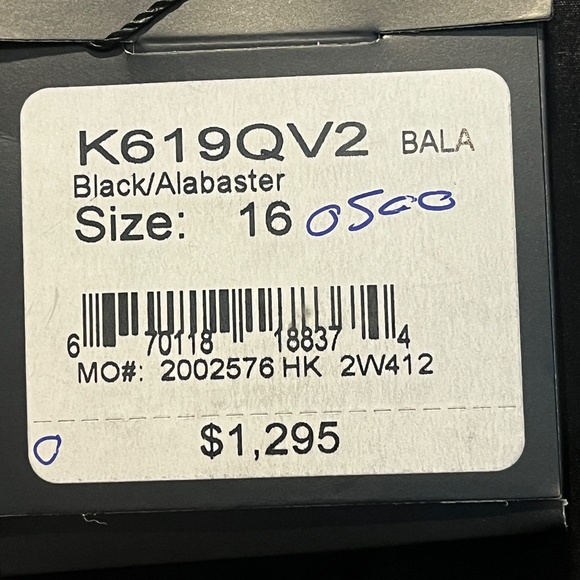 K619QV2 BALA
Black/Alabaster
Size: 16 0500
6 70118 18837 4
MO#: 2002576 HK 2W412
0
$1,295